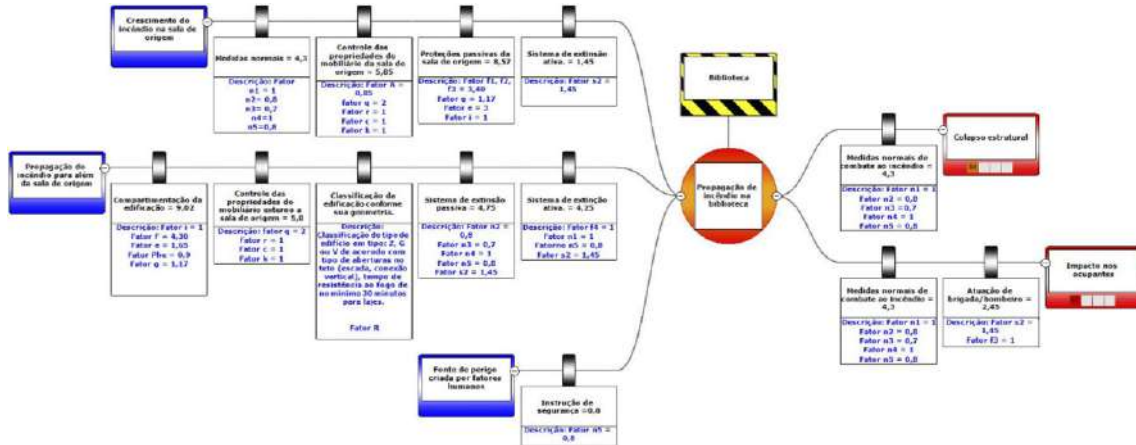 Crescimento do
incêndio na sala de
origem
Medidas normais = 4,3
Descrição: Fator
n1 = 1
n2= 0,8
n3= 0,7
n4=1
n5=0,8
Controle das
propriedades do
mobiliário da sala de
origem = 5,85
Descrição: Fator R =
0,85
fator q = 2
Fator r = 1
fator c = 1
Fator k = 1
Proteções passivas da
sala de origem = 8,57
Descrição: Fator f1, f2,
f3 = 3,40
Fator g = 1,17
Fator e = 3
Fator i = 1
Sistema de extinsão
ativa. = 1,45
Descrição: Fator s2 =
1,45
Propagação do
incêndio para além
da sala de origem
Compartimentação da
edificação = 9,02
Descrição: Fator i = 1
Fator F = 4,30
Fator e = 1,65
Fator Pbe = 0,9
Fator g = 1,17
Controle das
propriedades do
mobiliário externo a
sala de origem = 5,0
Descrição: fator q = 2
Fator r = 1
Fator c = 1
Fator k = 1
Classificação da
edificação conforme
sua geometria.
Descrição:
Classificação do tipo de
edifício em tipo: Z, G
ou V de acordo com
tipo de aberturas no
teto (escada, conexão
vertical), tempo de
resistência ao fogo de
no mínimo 30 minutos
para lajes.
Fator R
Sistema de extinsão
passiva = 4,75
Descrição: Fator n2 =
0,8
Fator n3 = 0,7
Fator n4 = 1
Fator n5 = 0,8
Fator s2 = 1,45
Sistema de extinção
ativa. = 4,25
Descrição: Fator f4 = 1
Fator n1 = 1
Fatorno n5 = 0,8
Fator s2 = 1,45
Fonte de perigo
criada por fatores
humanos
Instrução de
segurança =0,8
Descrição: Fator n5 =
0,8
Biblioteca
Propagação de
incêndio na
biblioteca
Medidas normais de
combate ao incêndio =
4,3
Descrição: Fator n1 = 1
Fator n2 = 0,8
Fator n3 =0,7
Fator n4 = 1
Fator n5 = 0,8
Colapso estrutural
Medidas normais de
combate ao incêndio =
4,3
Descrição: Fator n1 = 1
Fator n2 = 0,8
Fator n3 = 0,7
Fator n4 = 1
Fator n5 = 0,8
Atuação de
brigada/bombeiro =
2,45
Descrição: Fator s2 =
1,45
Fator f3 = 1
Impacto nos
ocupantes